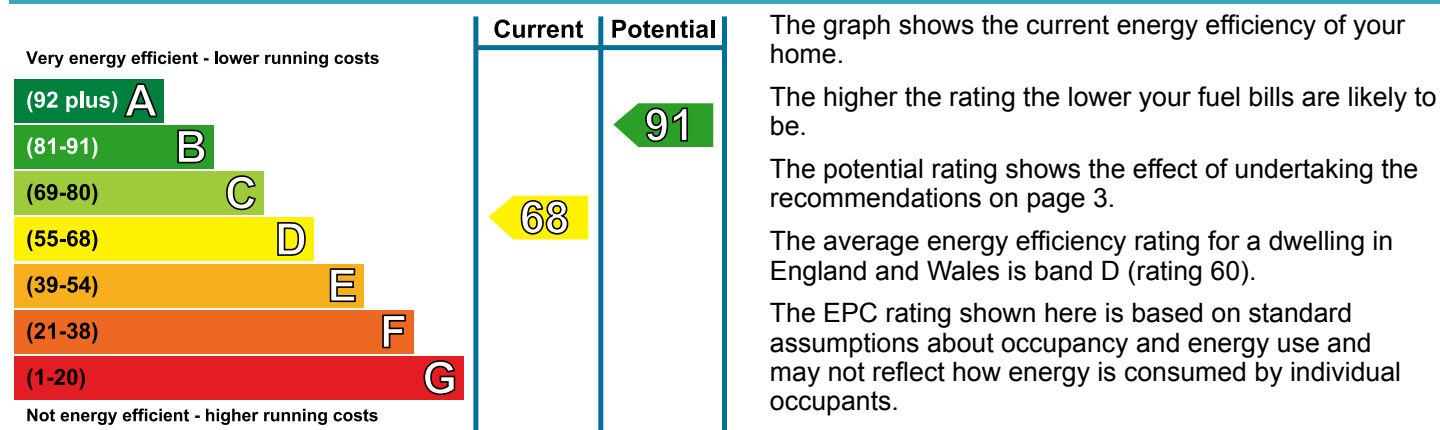 Current Potential
Very energy efficient - lower running costs
(92 plus) A
(81-91) B
(69-80) C
(55-68) D
(39-54) E
(21-38) F
(1-20) G
Not energy efficient - higher running costs
68
91
The graph shows the current energy efficiency of your
home.
The higher the rating the lower your fuel bills are likely to
be.
The potential rating shows the effect of undertaking the
recommendations on page 3.
The average energy efficiency rating for a dwelling in
England and Wales is band D (rating 60).
The EPC rating shown here is based on standard
assumptions about occupancy and energy use and
may not reflect how energy is consumed by individual
occupants.